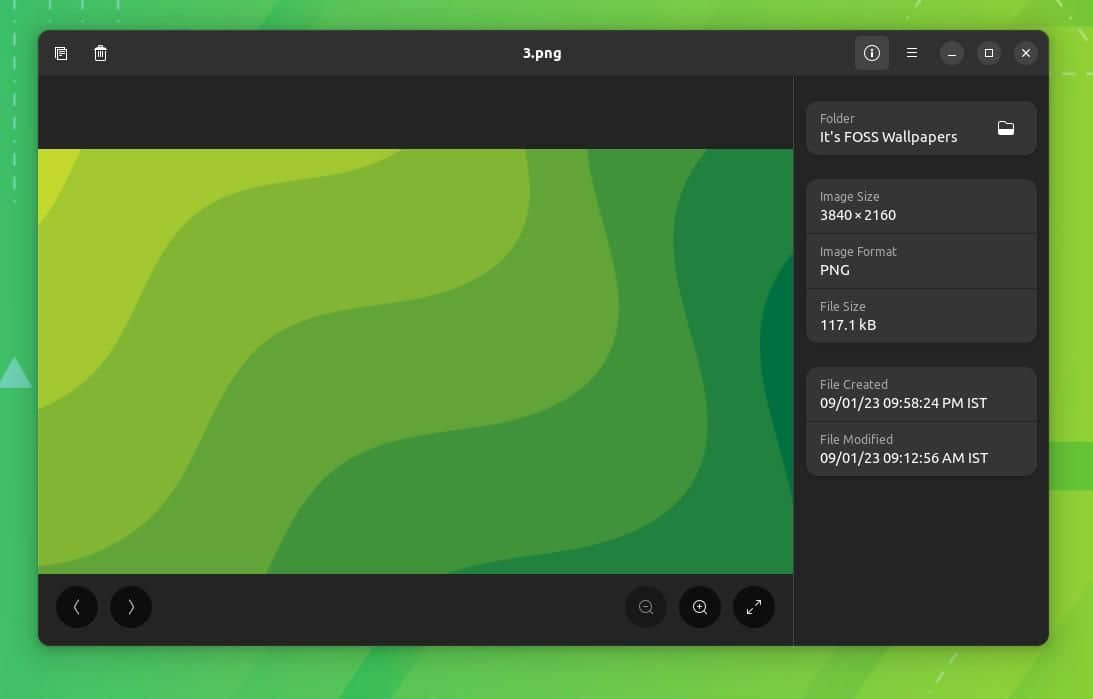 3.png
Folder
It's FOSS Wallpapers
Image Size
3840 × 2160
Image Format
PNG
File Size
117.1 kB
File Created
09/01/23 09:58:24 PM IST
File Modified
09/01/23 09:12:56 AM IST